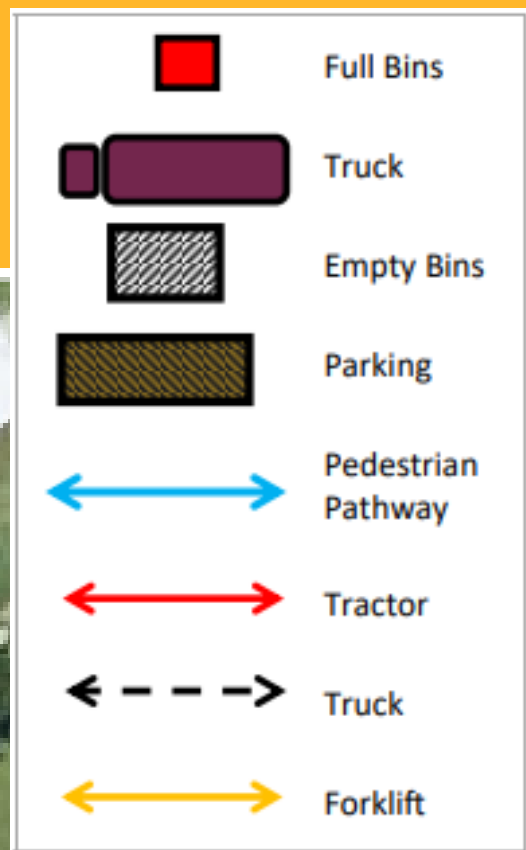 Full Bins
Truck
Empty Bins
Parking
Pedestrian
Pathway
Tractor
Truck
Forklift